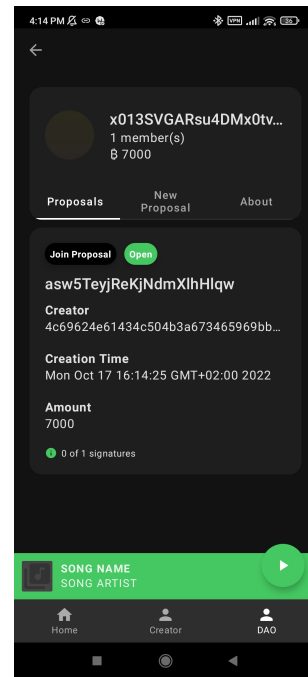 4:14 PM
VPN
86
x013SVGARsu4DMx0tv...
1 member(s)
฿ 7000
Proposals
New Proposal
About
Join Proposal
Open
asw5TeyjReKjNdmXlhHlqw
Creator
4c69624e61434c504b3a673465969bb...
Creation Time
Mon Oct 17 16:14:25 GMT+02:00 2022
Amount
7000
0 of 1 signatures
SONG NAME
SONG ARTIST
Home
Creator
DAO